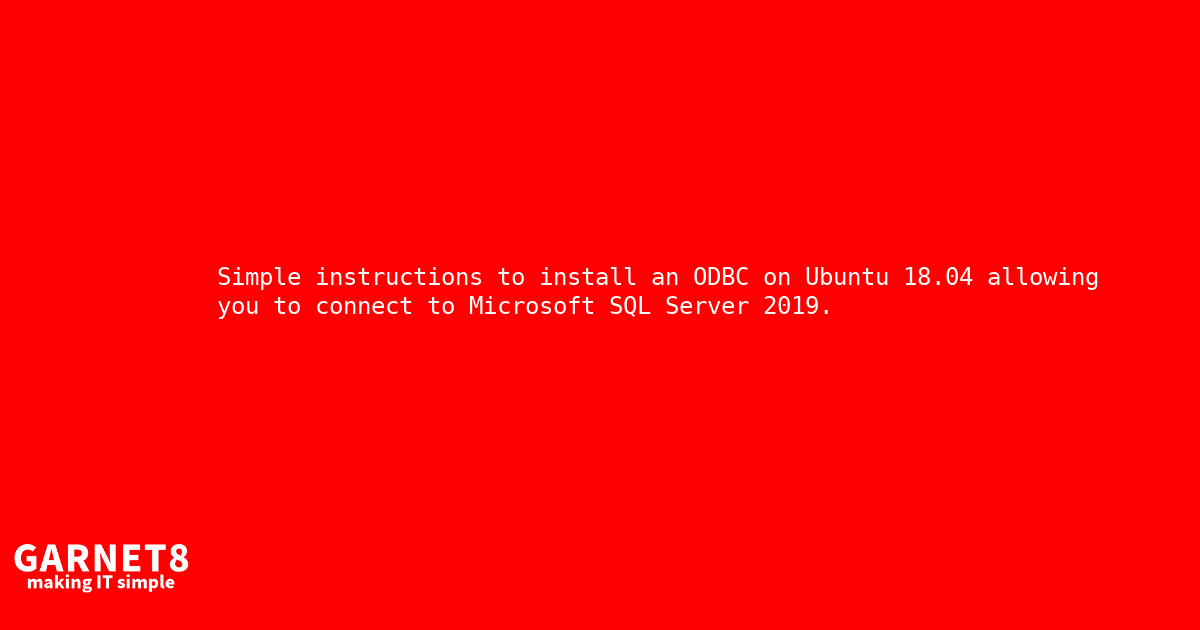 Simple instructions to install an ODBC on Ubuntu 18.04 allowing
you to connect to Microsoft SQL Server 2019.
GARNET8
making IT simple